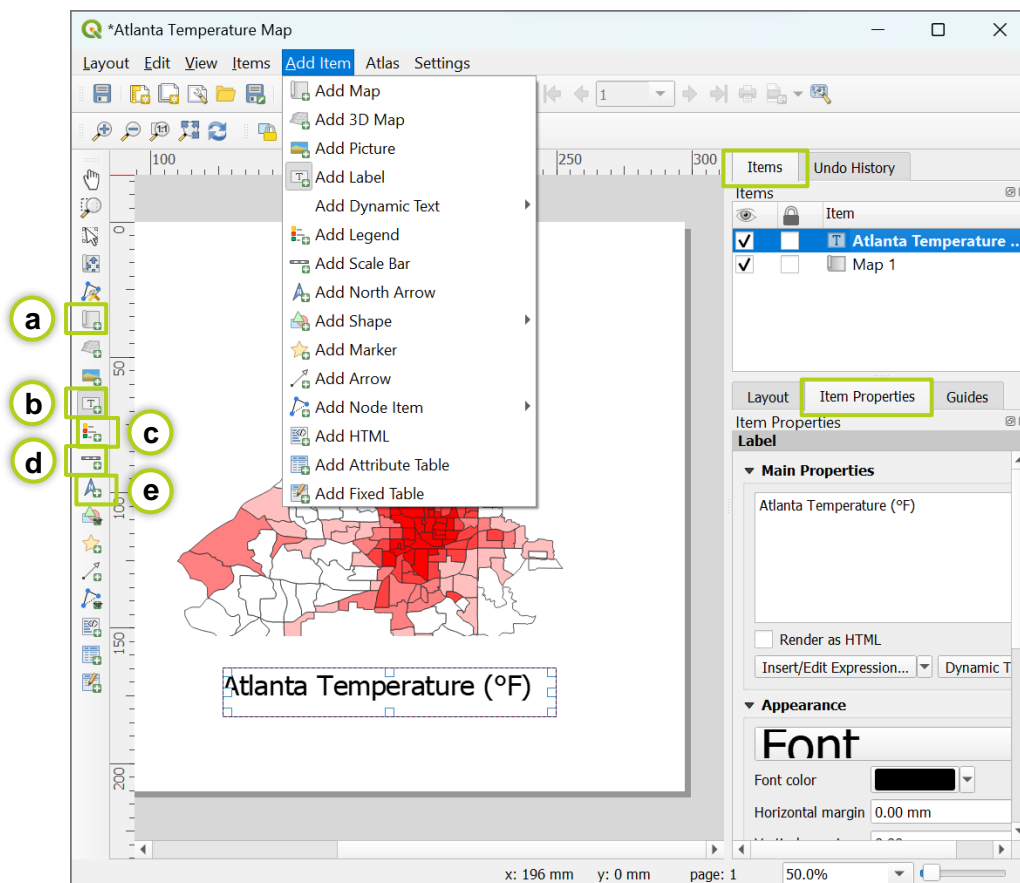 *Atlanta Temperature Map
Layout Edit View Items Add Item Atlas Settings
1
1:1
Add Map
Add 3D Map
Add Picture
Add Label
Add Dynamic Text
Add Legend
Add Scale Bar
Add North Arrow
Add Shape
Add Marker
Add Arrow
Add Node Item
Add HTML
Add Attribute Table
Add Fixed Table
100 250 300
0
50
100
150
200
a
b
c
d
e
Atlanta Temperature (°F)
Items Undo History
Items
Item
Atlanta Temperature ...
Map 1
Layout Item Properties Guides
Item Properties
Label
Main Properties
Atlanta Temperature (°F)
Render as HTML
Insert/Edit Expression... Dynamic T
Appearance
Font
Font color
Horizontal margin 0.00 mm
x: 196 mm y: 0 mm page: 1 50.0%